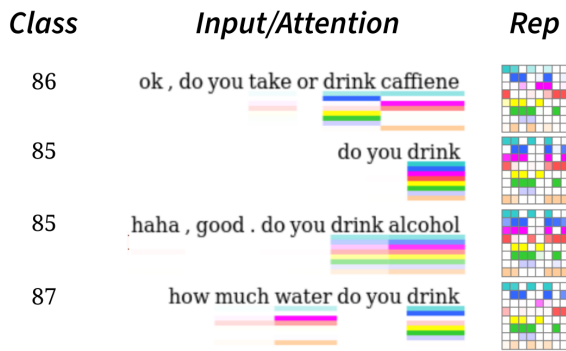 Class Input/Attention Rep
86 ok , do you take or drink caffiene
85 do you drink
85 haha , good . do you drink alcohol
87 how much water do you drink